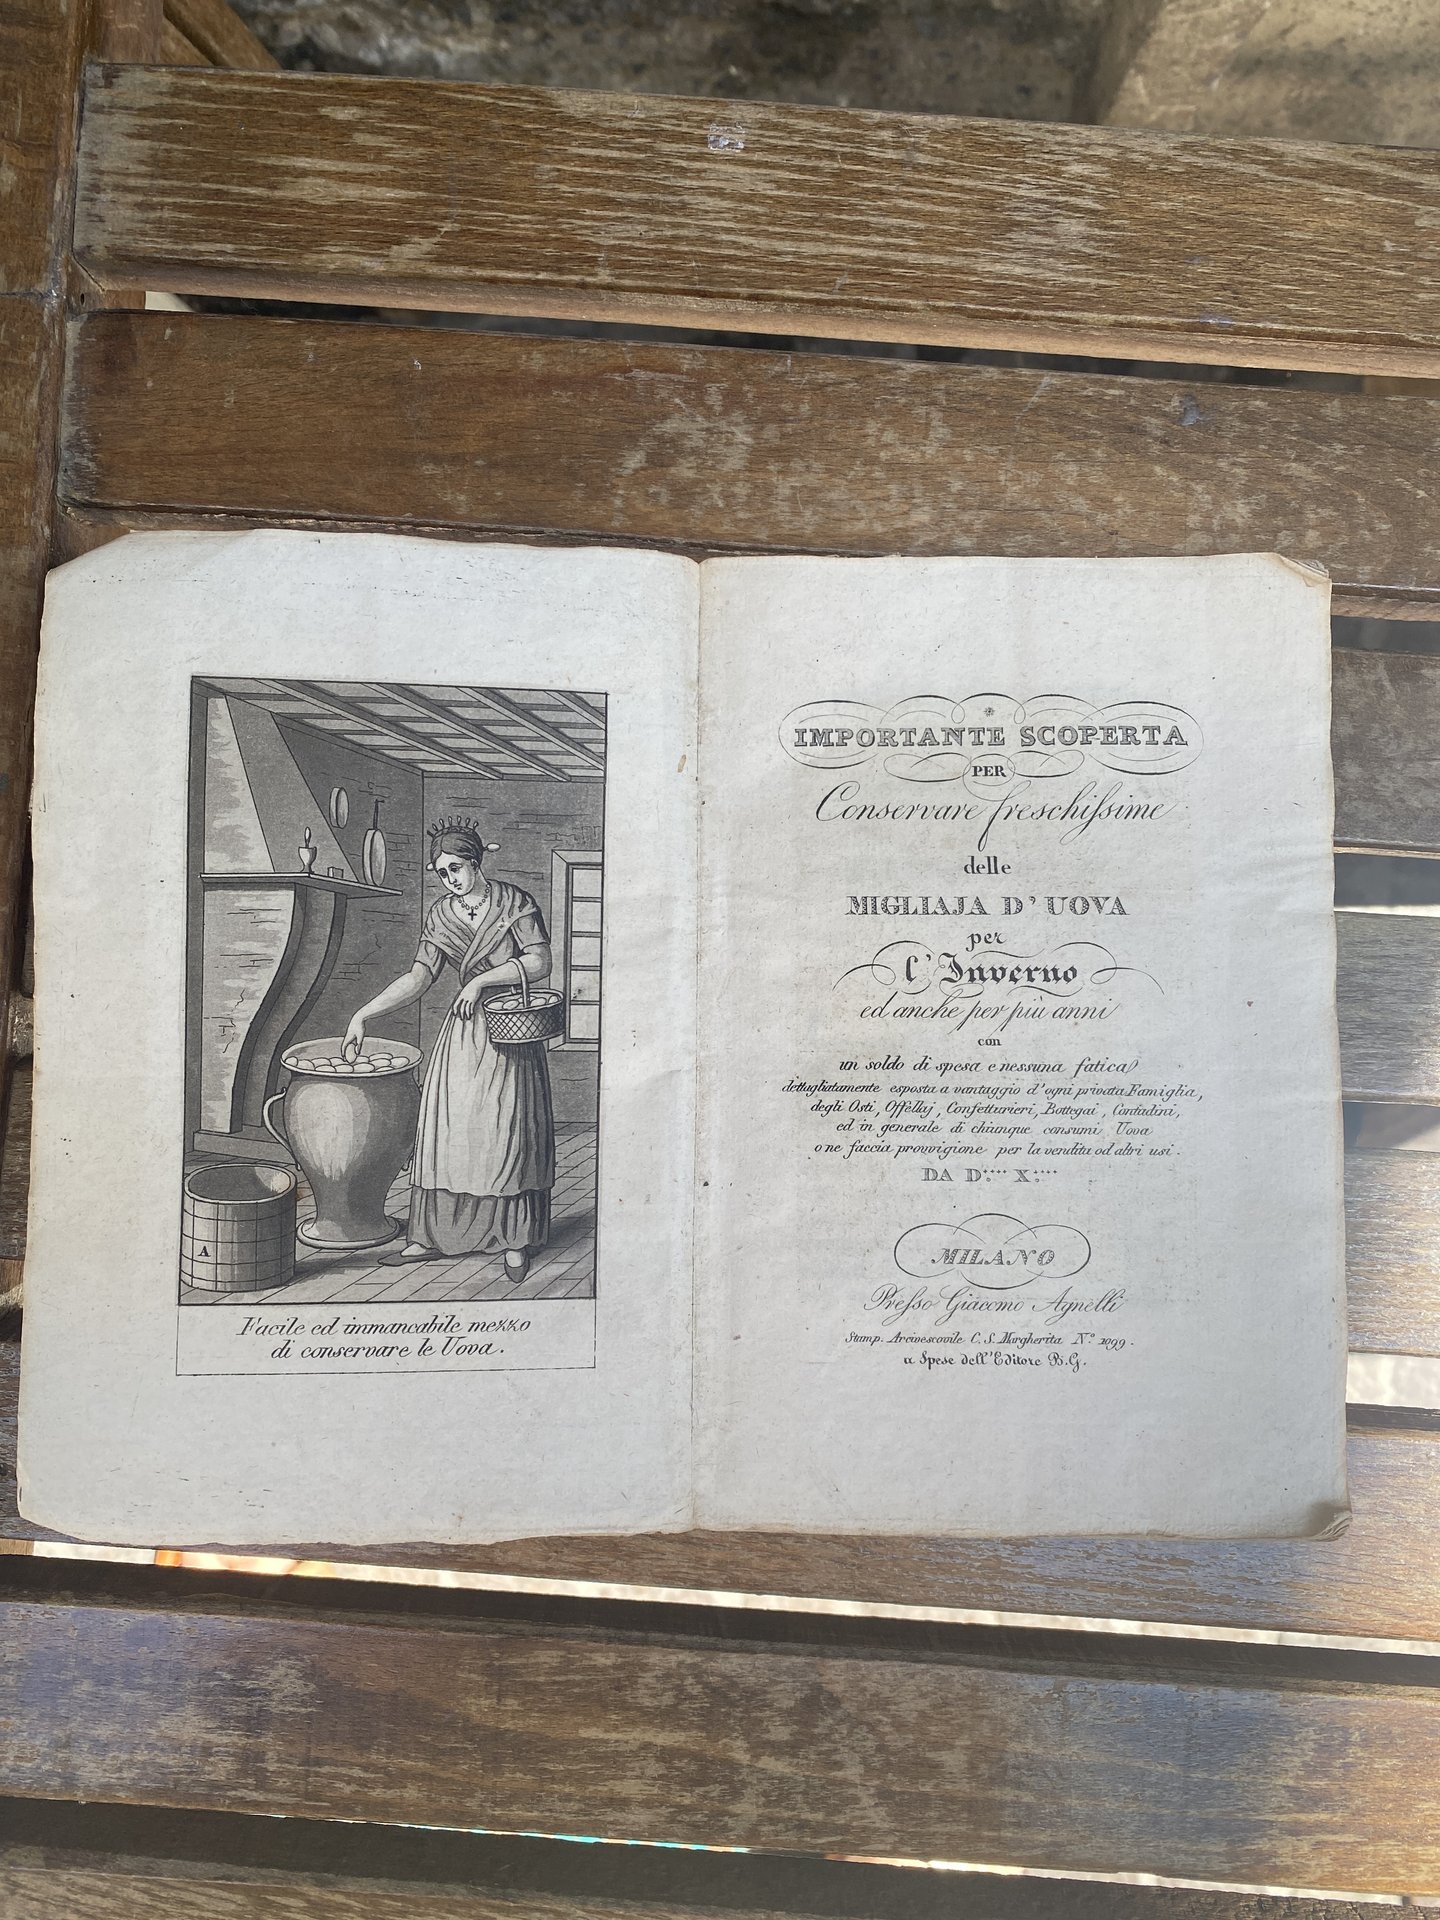 A
Facile ed immancabile mezzo
di conservare le Uova.
IMPORTANTE SCOPERTA
PER
Conservare freschiſsime
delle
MIGLIAJA D'UOVA
per
L'Inverno
ed anche per più anni
con
un soldo di spesa e nessuna fatica
dettagliatamente esposta a vantaggio d'ogni privata Famiglia,
degli Osti, Offellaj, Confetturieri, Bottegai, Contadini,
ed in generale di chiunque consumi Uova
o ne faccia provvigione per la vendita od altri usi.
DA D.**** X.****
MILANO
Preſso Giacomo Agnelli
Stamp. Arcivescovile C. S. Margherita N.º 1099.
a Spese dell'Editore B. G.